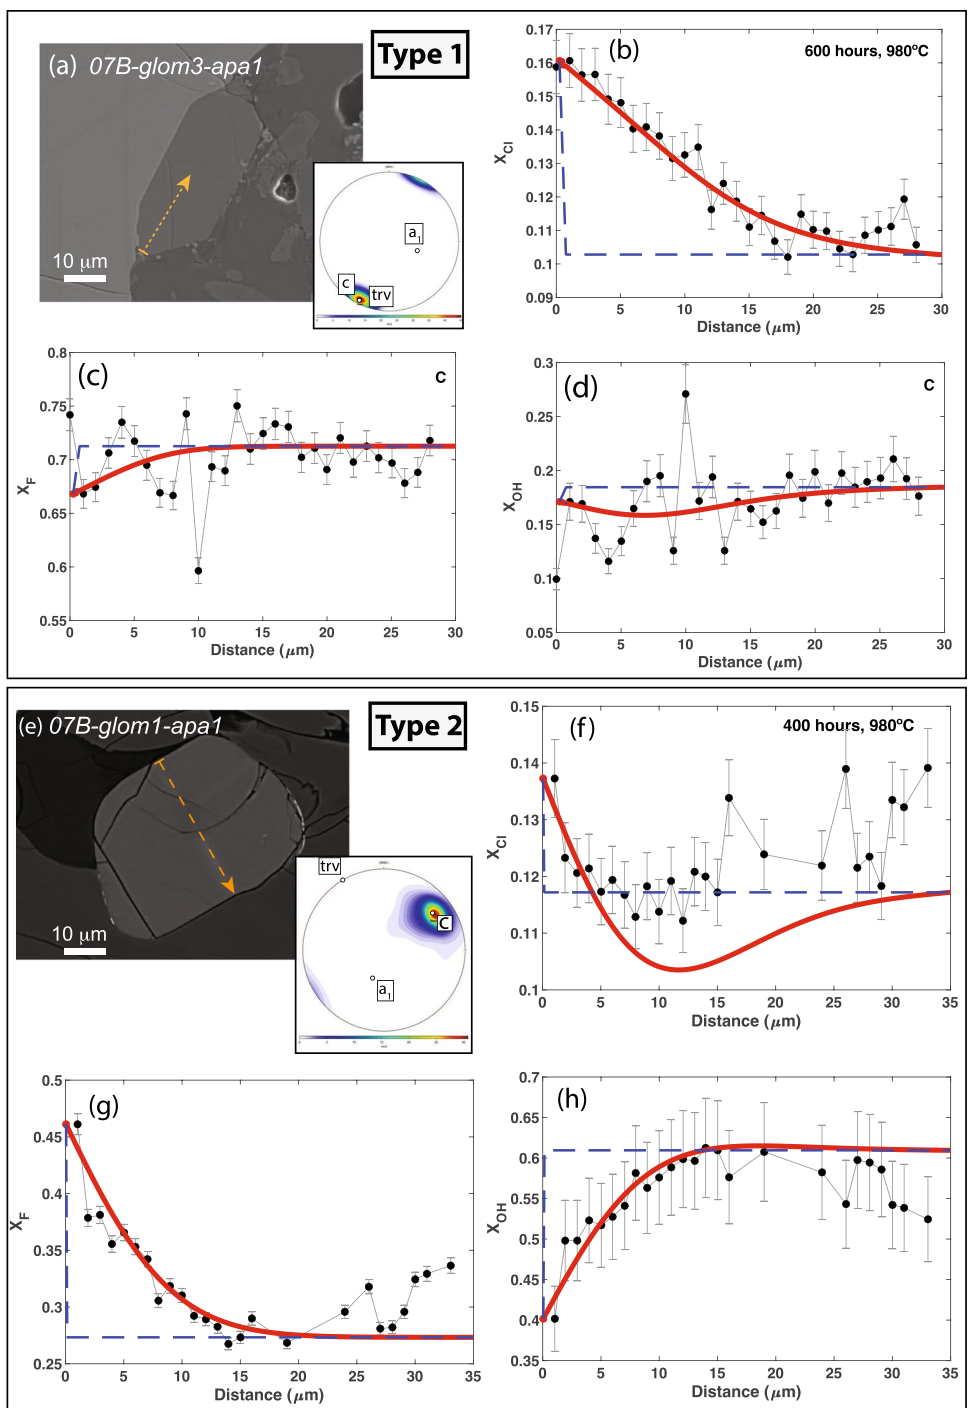 Type 1
(a) 07B-glom3-apa1
10 μm
a1
c
trv
(b)
600 hours, 980ºC
XCl
0.16
0.15
0.14
0.13
0.12
0.11
0.1
0.09
0 5 10 15 20 25 30
Distance (μm)
(c)
c
XF
0.8
0.75
0.7
0.65
0.6
0.55
0 5 10 15 20 25 30
Distance (μm)
(d)
c
XOH
0.3
0.25
0.2
0.15
0.1
0.05
0 5 10 15 20 25 30
Distance (μm)
Type 2
(e) 07B-glom1-apa1
10 μm
trv
c
a1
(f)
400 hours, 980ºC
XCl
0.15
0.14
0.13
0.12
0.11
0.1
0 5 10 15 20 25 30 35
Distance (μm)
(g)
XF
0.5
0.45
0.4
0.35
0.3
0.25
0 5 10 15 20 25 30 35
Distance (μm)
(h)
XOH
0.7
0.65
0.6
0.55
0.5
0.45
0.4
0.35
0 5 10 15 20 25 30 35
Distance (μm)